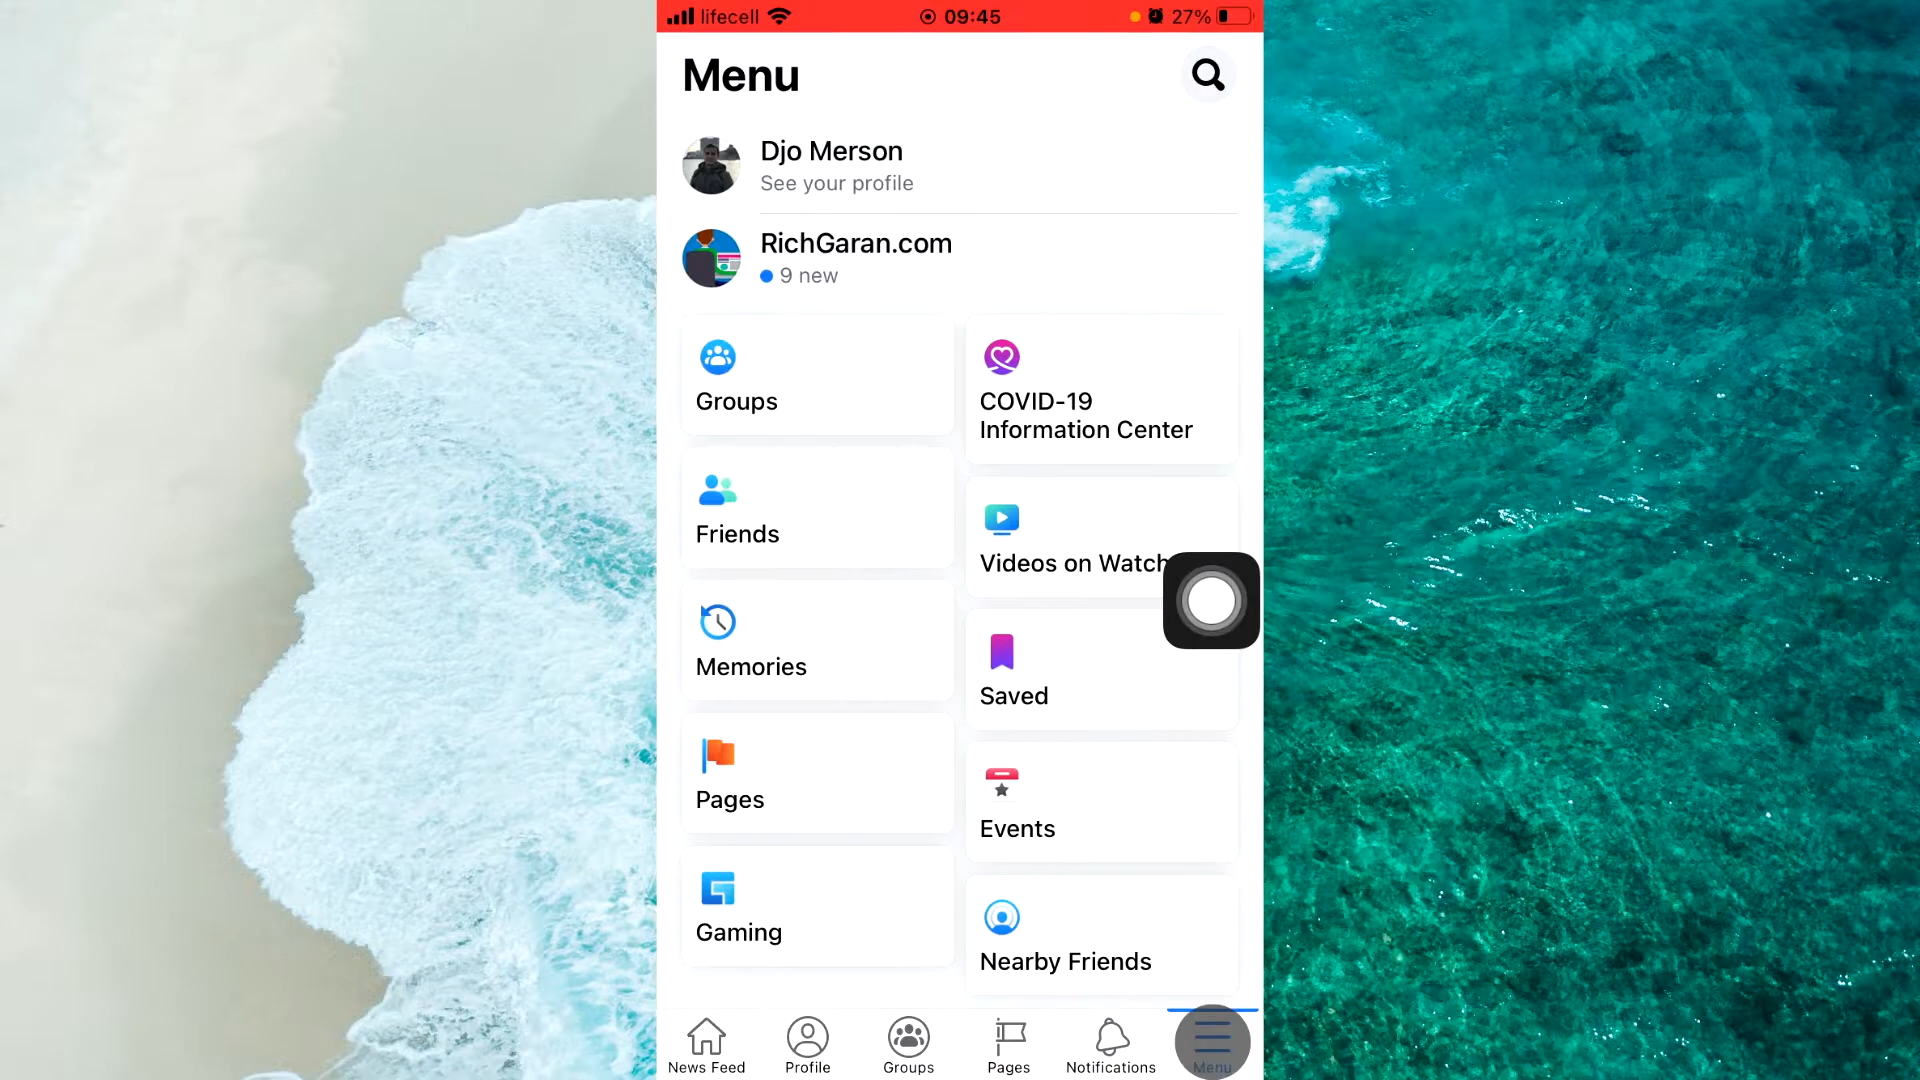 lifecell 09:45 27%
Menu
Djo Merson
See your profile
RichGaran.com
9 new
Groups
COVID-19
Information Center
Friends
Videos on Watch
Memories
Saved
Pages
Events
Gaming
Nearby Friends
News Feed Profile Groups Pages Notifications Menu